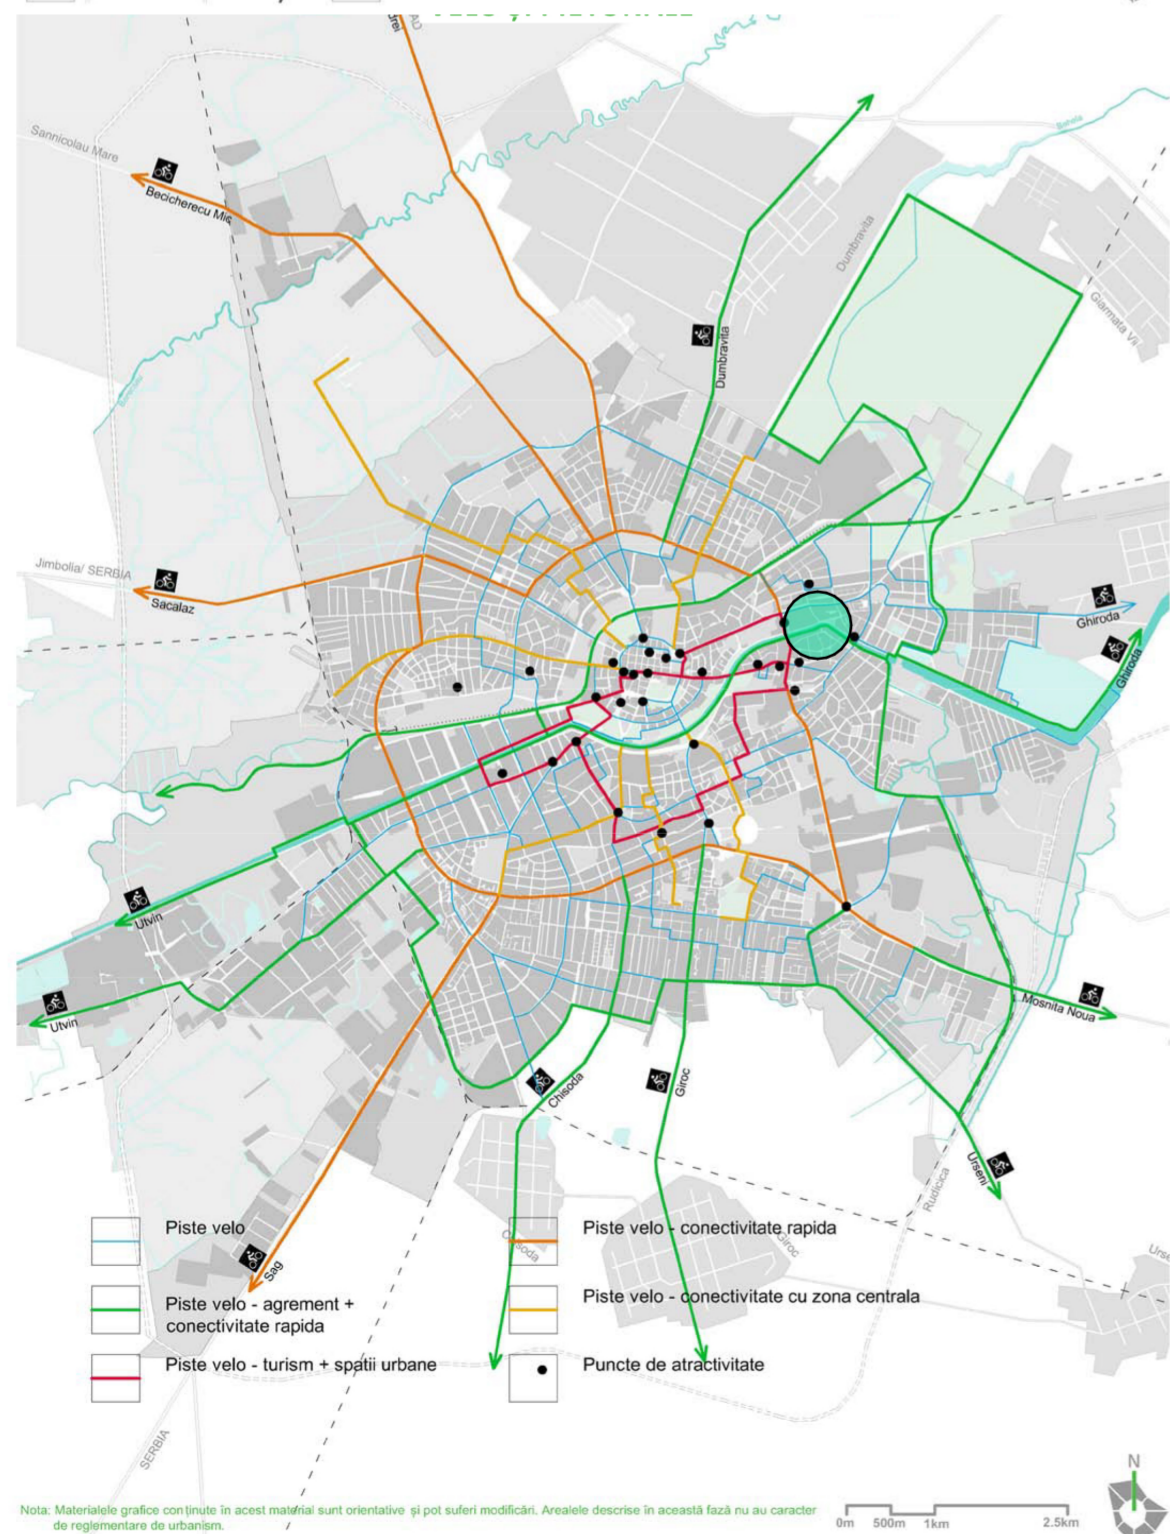 Sannicolau Mare
Becicherecu Mic
Behela
Dumbravita
Giarmata Vii
Dumbravita
Jimbolia/ SERBIA
Sacalaz
Ghiroda
Ghiroda
Utvin
Utvin
Mosnita Noua
Chisoda
Giroc
Urseni
Rudicica
Sag
Giroc
Piste velo
Piste velo - conectivitate rapida
Piste velo - agrement +
conectivitate rapida
Piste velo - conectivitate cu zona centrala
Piste velo - turism + spatii urbane
Puncte de atractivitate
SERBIA
N
Nota: Materialele grafice conținute în acest material sunt orientative și pot suferi modificări. Arealele descrise în această fază nu au caracter
de reglementare de urbanism.
0m 500m 1km 2.5km